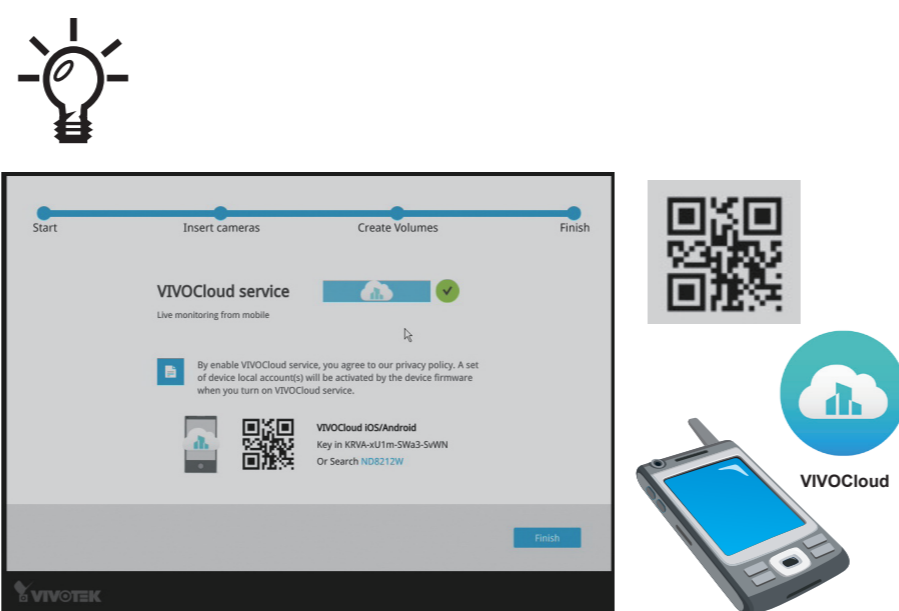 Start
Insert cameras
Create Volumes
Finish
VIVOCloud service
Live monitoring from mobile
By enable VIVOCloud service, you agree to our privacy policy. A set
of device local account(s) will be activated by the device firmware
when you turn on VIVOCloud service.
VIVOCloud iOS/Android
Key in KRVA-xU1m-SWa3-SvWN
Or Search ND8212W
Finish
VIVOTEK
VIVOCloud